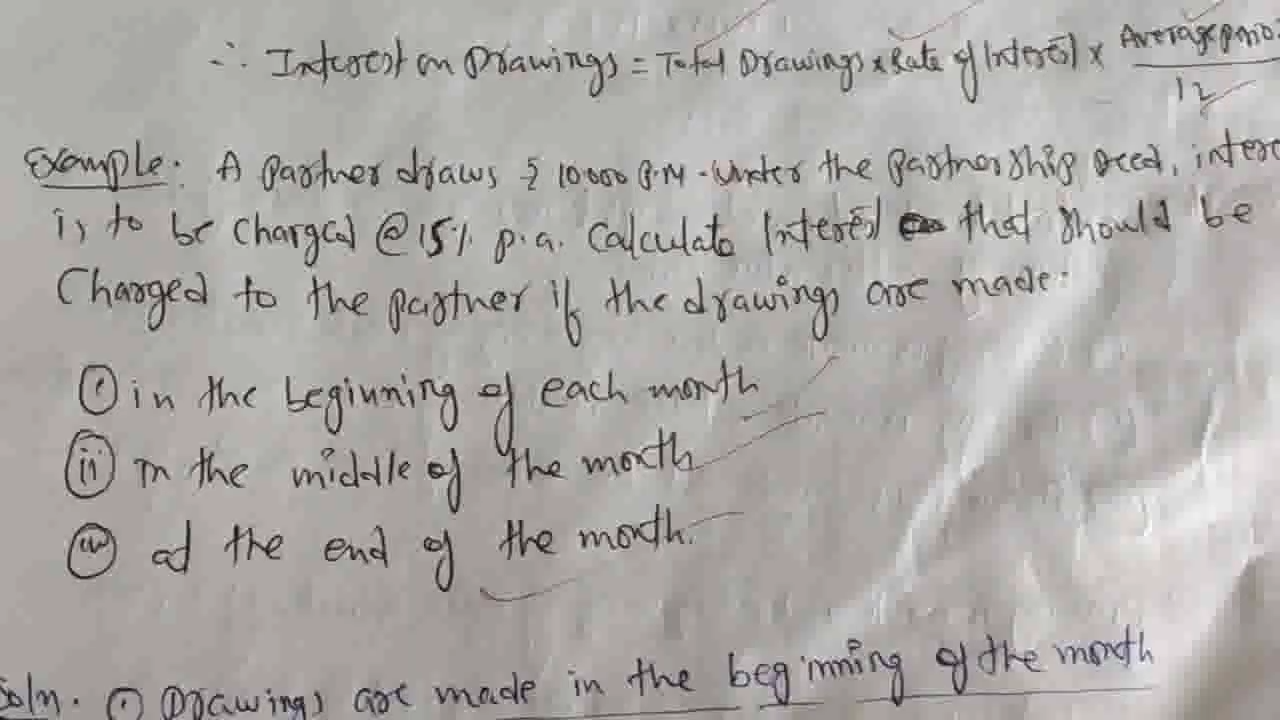 ∴ Interest on Drawings = Total Drawings × Rate of Interest × Average perio. / 12
Example: A partner draws ₹ 10,000 P.M. Under the partnership deed, intere
is to be charged @ 15% p.a. Calculate Interest that should be
Charged to the partner if the drawings are made:
(i) in the beginning of each month
(ii) in the middle of the month
(iii) at the end of the month.
Soln. (i) Drawings are made in the beginning of the month